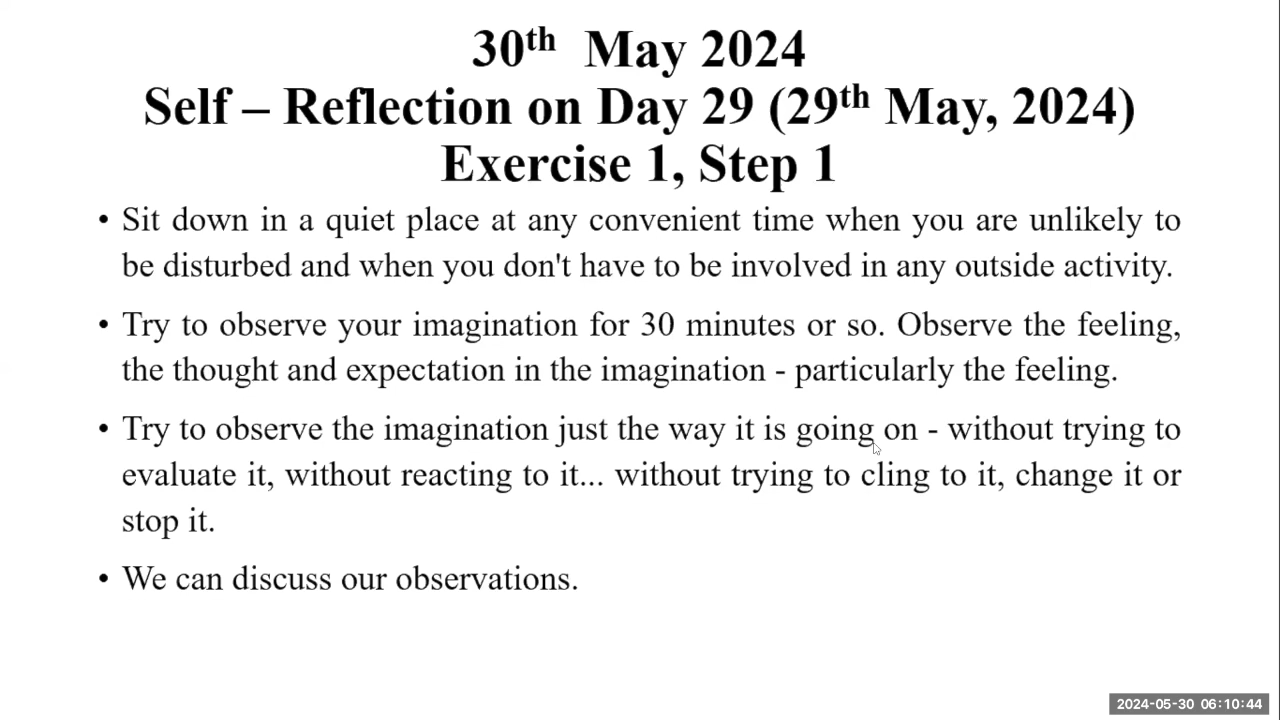 30th May 2024
Self – Reflection on Day 29 (29th May, 2024)
Exercise 1, Step 1
• Sit down in a quiet place at any convenient time when you are unlikely to
be disturbed and when you don't have to be involved in any outside activity.
• Try to observe your imagination for 30 minutes or so. Observe the feeling,
the thought and expectation in the imagination - particularly the feeling.
• Try to observe the imagination just the way it is going on - without trying to
evaluate it, without reacting to it... without trying to cling to it, change it or
stop it.
• We can discuss our observations.
2024-05-30 06:10:44